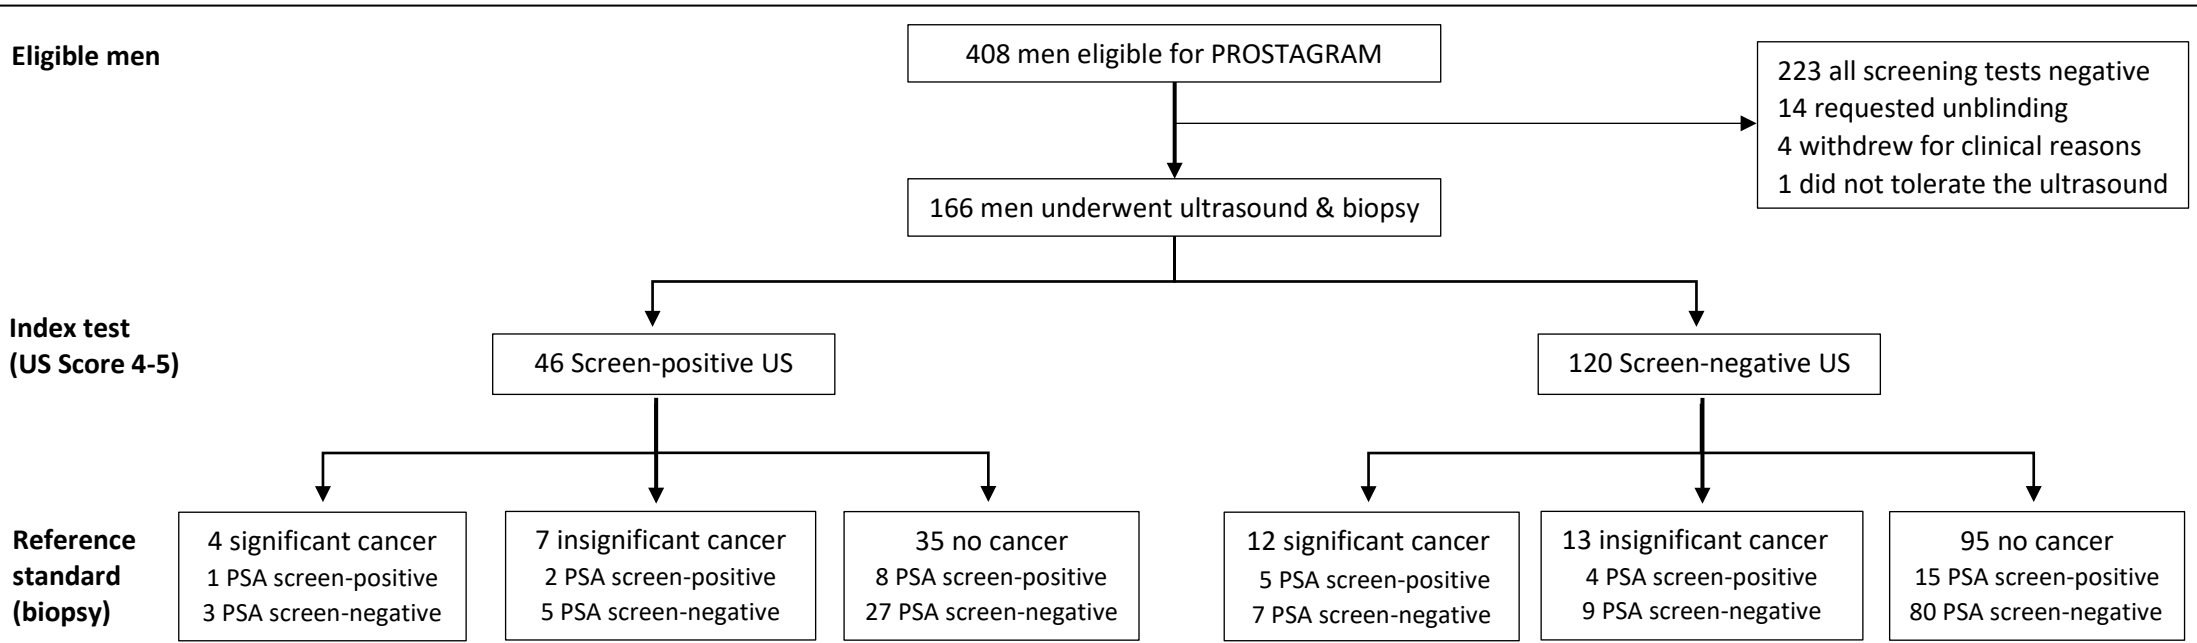 Eligible men
408 men eligible for PROSTAGRAM
223 all screening tests negative
14 requested unblinding
4 withdrew for clinical reasons
1 did not tolerate the ultrasound
166 men underwent ultrasound & biopsy
Index test
(US Score 4-5)
46 Screen-positive US
120 Screen-negative US
Reference
standard
(biopsy)
4 significant cancer
1 PSA screen-positive
3 PSA screen-negative
7 insignificant cancer
2 PSA screen-positive
5 PSA screen-negative
35 no cancer
8 PSA screen-positive
27 PSA screen-negative
12 significant cancer
5 PSA screen-positive
7 PSA screen-negative
13 insignificant cancer
4 PSA screen-positive
9 PSA screen-negative
95 no cancer
15 PSA screen-positive
80 PSA screen-negative